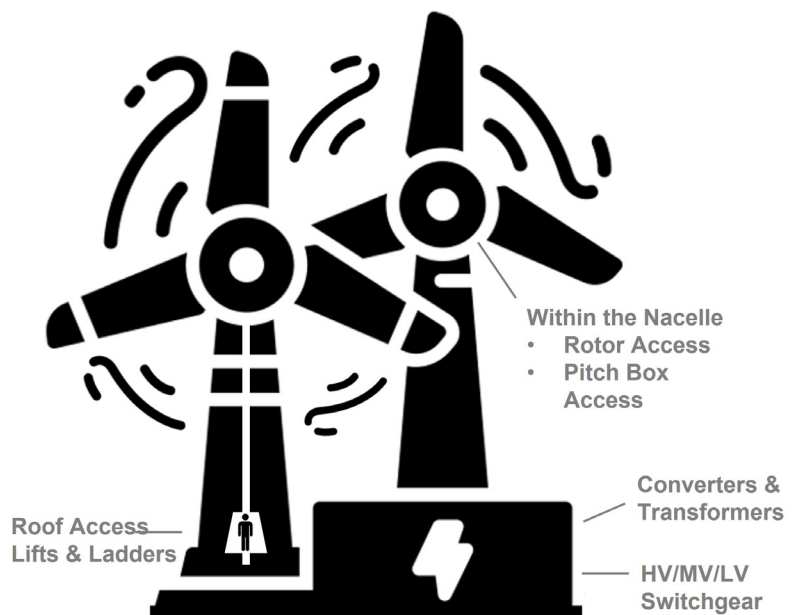 Within the Nacelle
• Rotor Access
• Pitch Box
Access
Converters &
Transformers
Roof Access
Lifts & Ladders
HV/MV/LV
Switchgear